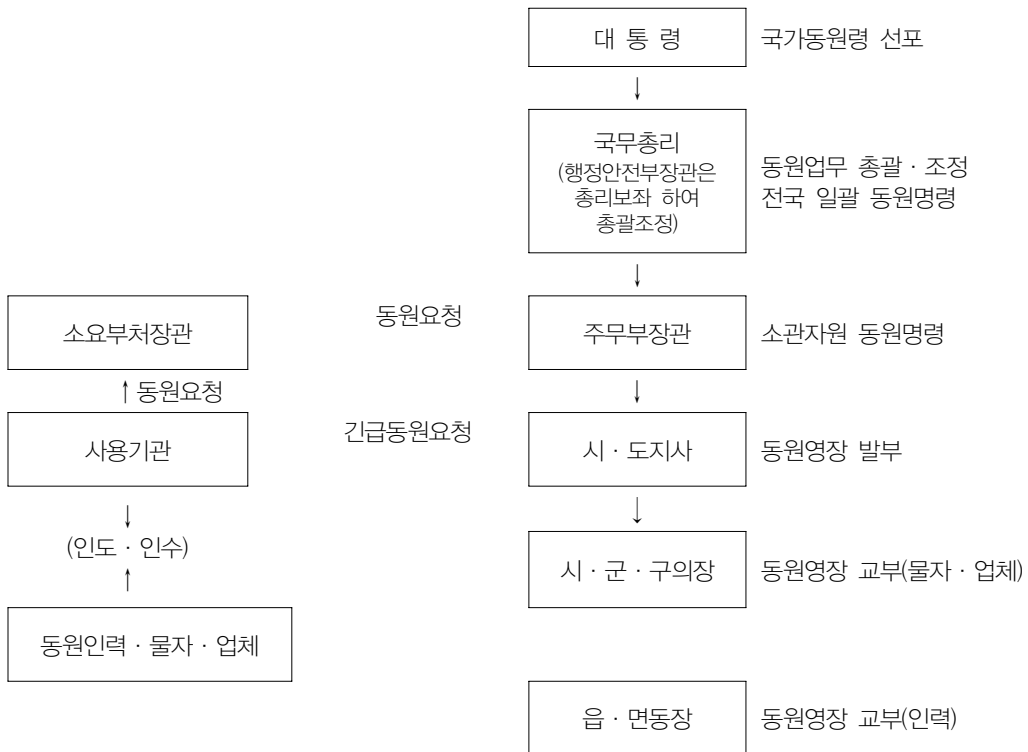 대 통 령
국가동원령 선포
↓
국무총리
(행정안전부장관은
총리보좌 하여
총괄조정)
동원업무 총괄 · 조정
전국 일괄 동원명령
↓
소요부처장관
동원요청
주무부장관
소관자원 동원명령
↑ 동원요청
↓
사용기관
긴급동원요청
시 · 도지사
동원영장 발부
↓
↓
(인도 · 인수)
↑
시 · 군 · 구의장
동원영장 교부(물자 · 업체)
동원인력 · 물자 · 업체
읍 · 면동장
동원영장 교부(인력)